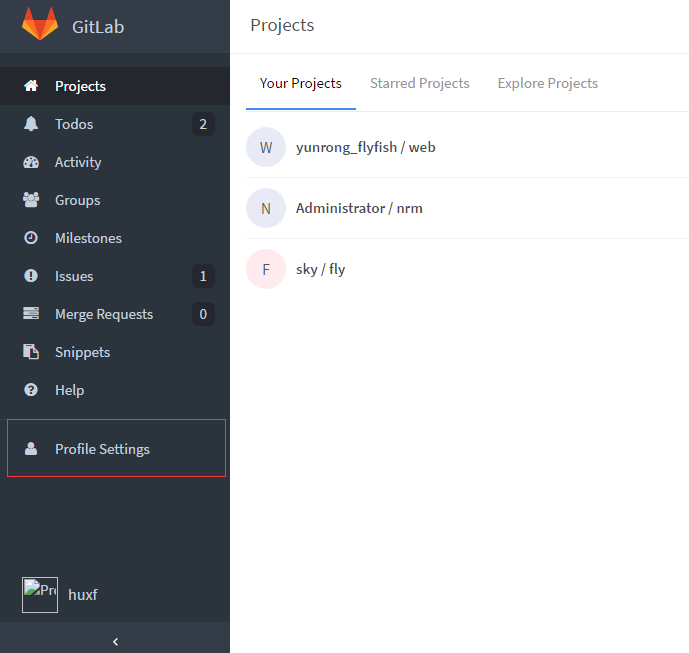 GitLab
Projects
Projects
Todos 2
Activity
Groups
Milestones
Issues 1
Merge Requests 0
Snippets
Help
Profile Settings
Pro
huxf
Your Projects Starred Projects Explore Projects
W yunrong_flyfish / web
N Administrator / nrm
F sky / fly